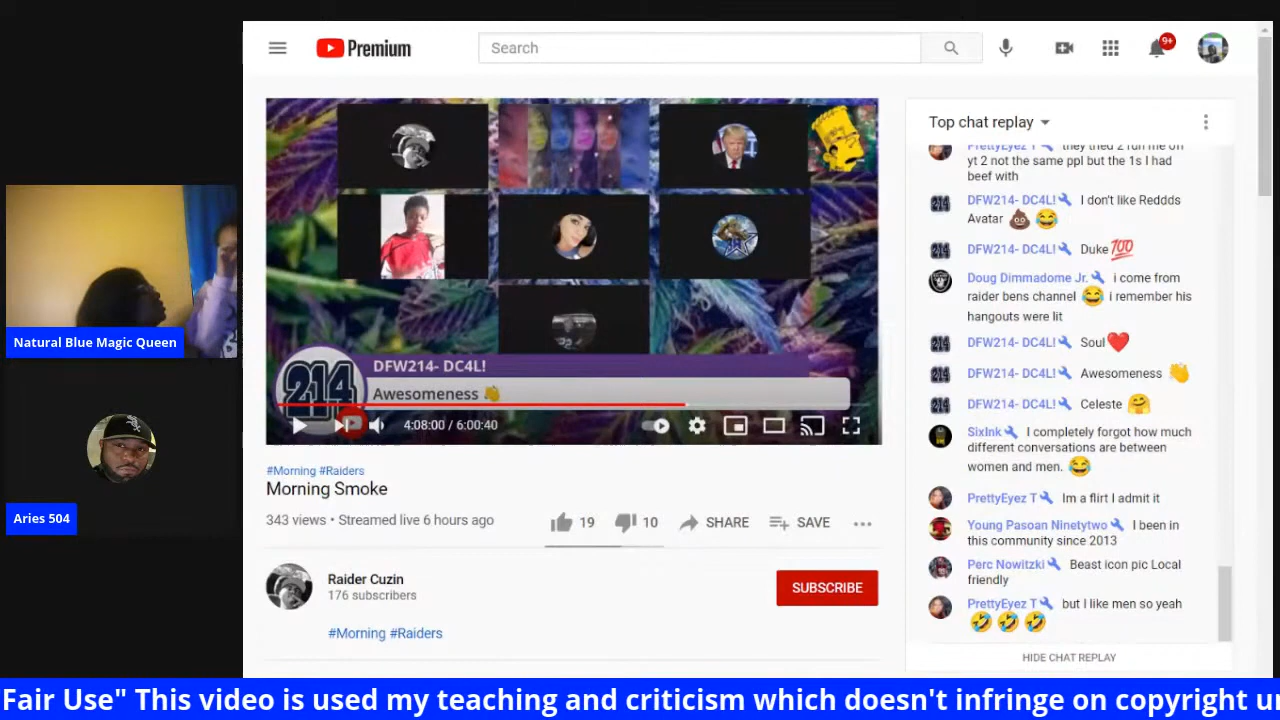 Premium
Search
9+
Top chat replay
PrettyEyez T they tried 2 run me off
yt 2 not the same ppl but the 1s I had
beef with
DFW214- DC4L! I don't like Reddds
Avatar 💩 😂
DFW214- DC4L! Duke 💯
Doug Dimmadome Jr. i come from
raider bens channel 😂 i remember his
hangouts were lit
DFW214- DC4L! Soul ❤️
DFW214- DC4L! Awesomeness 👏
DFW214- DC4L! Celeste 🤗
SixInk I completely forgot how much
different conversations are between
women and men. 😂
PrettyEyez T Im a flirt I admit it
Young Pasoan Ninetytwo I been in
this community since 2013
Perc Nowitzki Beast icon pic Local
friendly
PrettyEyez T but I like men so yeah
🤣 🤣 🤣
HIDE CHAT REPLAY
214
DFW214- DC4L!
Awesomeness 👏
4:08:00 / 6:00:40
#Morning #Raiders
Morning Smoke
343 views • Streamed live 6 hours ago
19
10
SHARE
SAVE
Raider Cuzin
176 subscribers
SUBSCRIBE
#Morning #Raiders
Natural Blue Magic Queen
Aries 504
Fair Use" This video is used my teaching and criticism which doesn't infringe on copyright